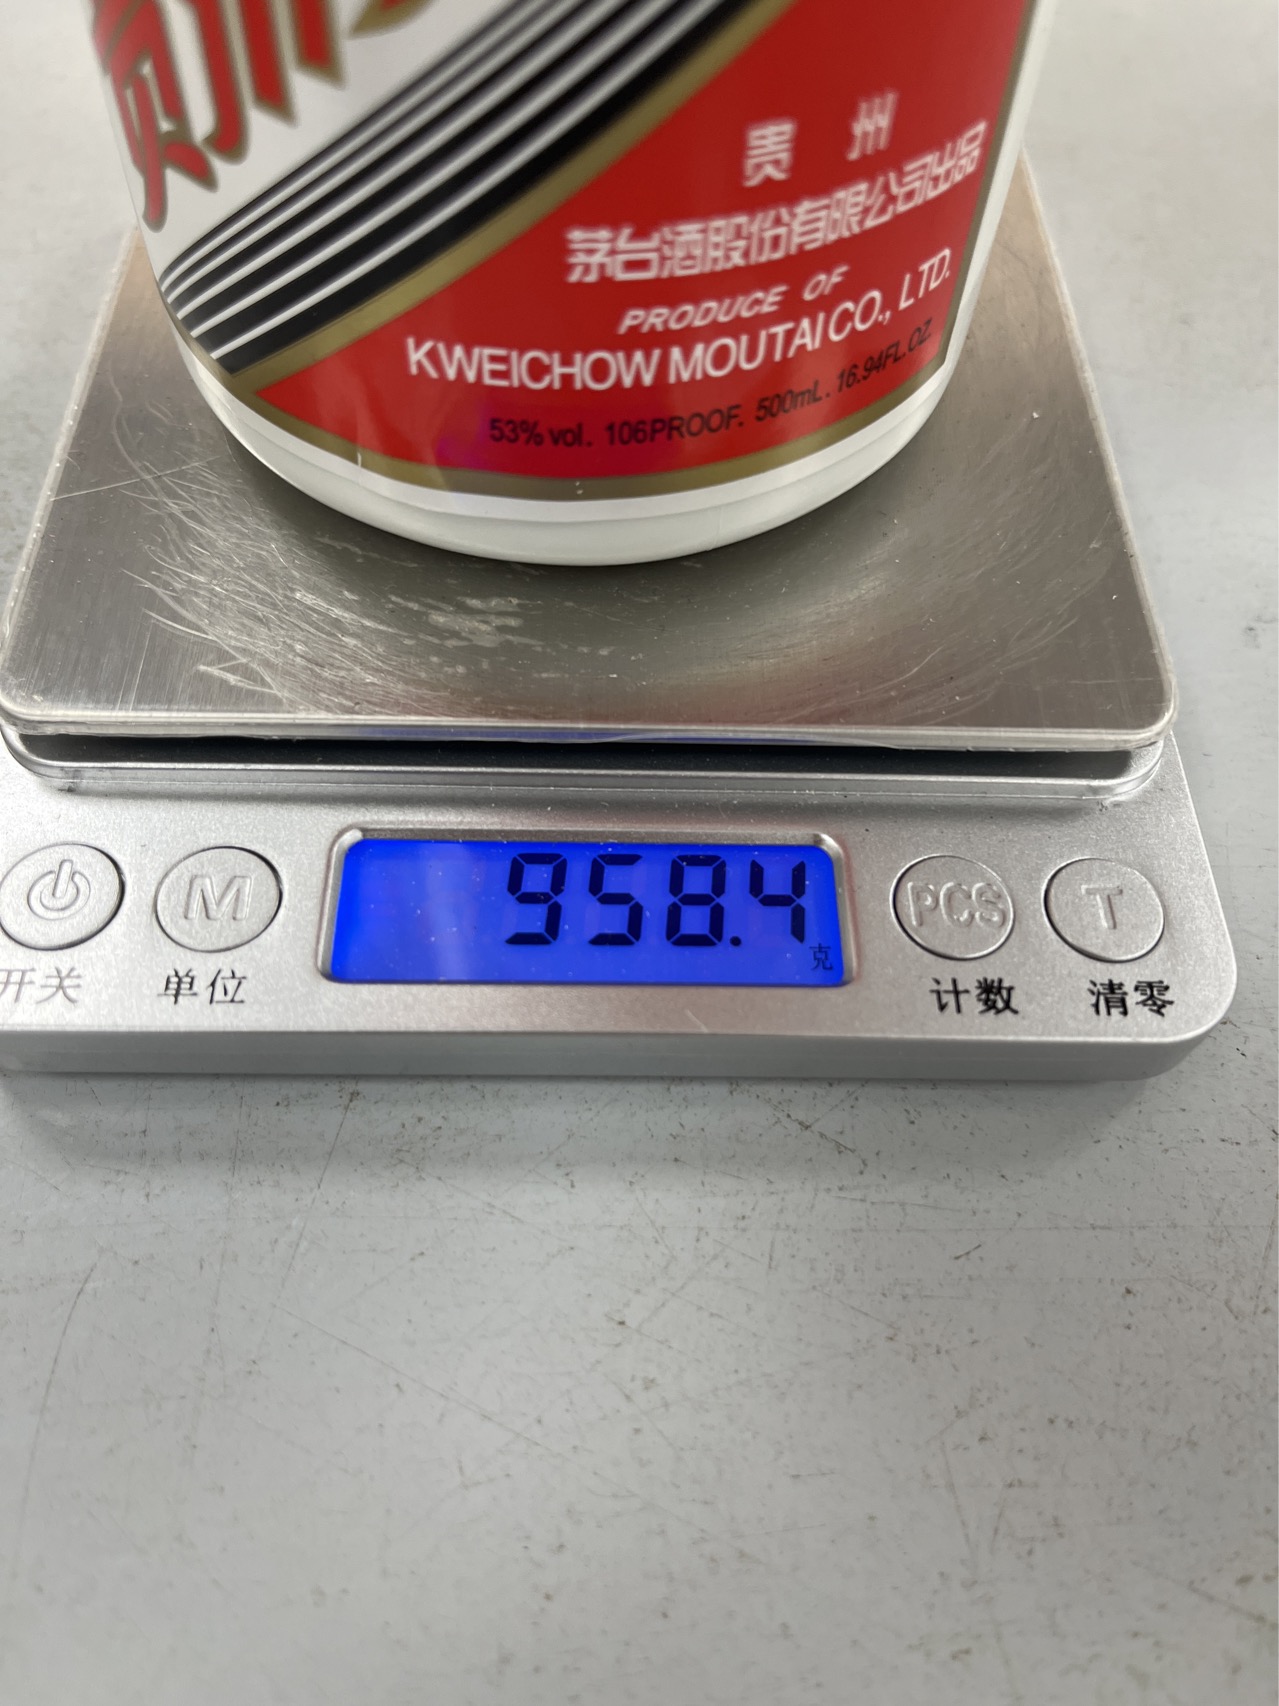 贵州
贵州
茅台酒股份有限公司出品
PRODUCE OF
KWEICHOW MOUTAI CO., LTD.
53% vol. 106PROOF. 500mL. 16.94FL.OZ.
958.4
克
M
PCS
T
开关
单位
计数
清零